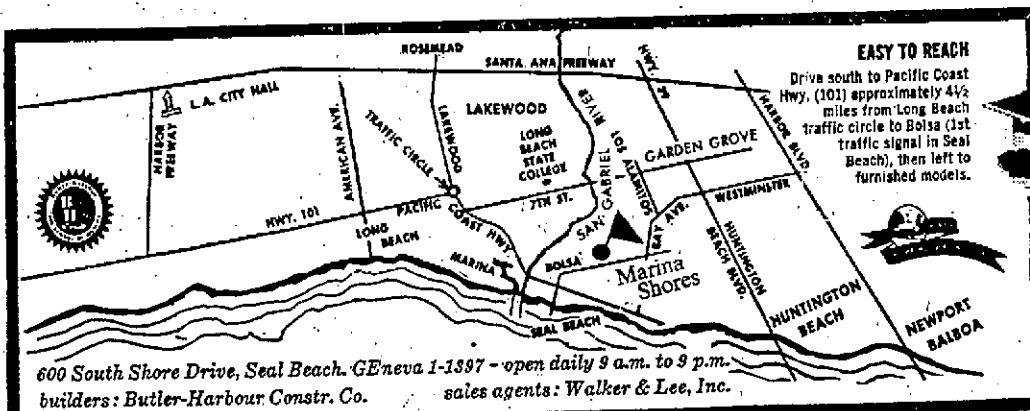 ROSEMEAD
SANTA ANA FREEWAY
HWY. 39
HARBOR BLVD.
EASY TO REACH
Drive south to Pacific Coast
Hwy. (101) approximately 4½
miles from Long Beach
traffic circle to Bolsa (1st
traffic signal in Seal
Beach), then left to
furnished models.
L.A. CITY HALL
HARBOR
FREEWAY
AMERICAN AVE.
TRAFFIC CIRCLE
LAKEWOOD
LAKEWOOD
LONG
BEACH
STATE
COLLEGE
SAN GABRIEL RIVER
LOS ALAMITOS
GARDEN GROVE
7TH ST.
WESTMINSTER
HWY. 101
PACIFIC COAST HWY.
LONG
BEACH
MARINA
BOLSA
BAY AVE.
Marina
Shores
HUNTINGTON
BEACH BLVD.
SEAL BEACH
HUNTINGTON
BEACH
NEWPORT
BALBOA
600 South Shore Drive, Seal Beach. GEneva 1-1397 - open daily 9 a.m. to 9 p.m.
builders: Butler-Harbour Constr. Co. sales agents: Walker & Lee, Inc.